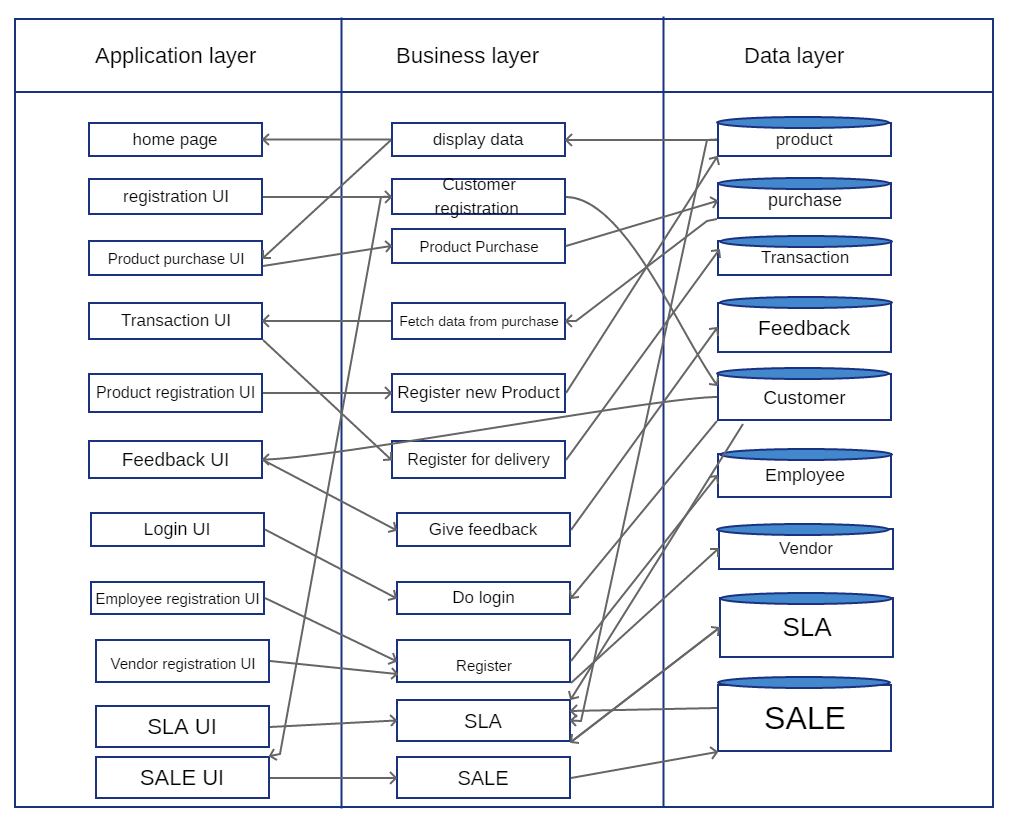 Application layer
Business layer
Data layer
home page
display data
product
registration UI
Customer
registration
purchase
Product purchase UI
Product Purchase
Transaction
Transaction UI
Fetch data from purchase
Feedback
Product registration UI
Register new Product
Customer
Feedback UI
Register for delivery
Employee
Login UI
Give feedback
Vendor
Employee registration UI
Do login
SLA
Vendor registration UI
Register
SLA UI
SLA
SALE
SALE UI
SALE